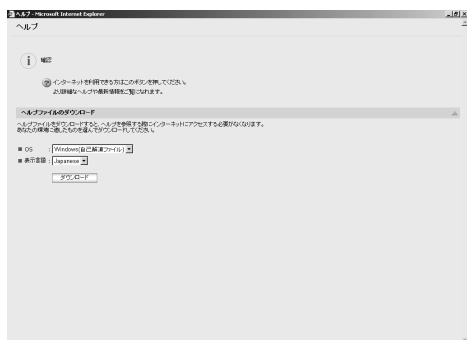 ヘルプ - Microsoft Internet Explorer
ヘルプ
i 確認
? インターネットを利用できる方はこのボタンを押してください。
より詳細なヘルプや最新情報をご覧になれます。
ヘルプファイルのダウンロード
ヘルプファイルをダウンロードすると、ヘルプを参照する際にインターネットにアクセスする必要がなくなります。
あなたの環境に適したものを選んでダウンロードしてください。
■ OS : Windows(自己解凍ファイル)
■ 表示言語 : Japanese
ダウンロード